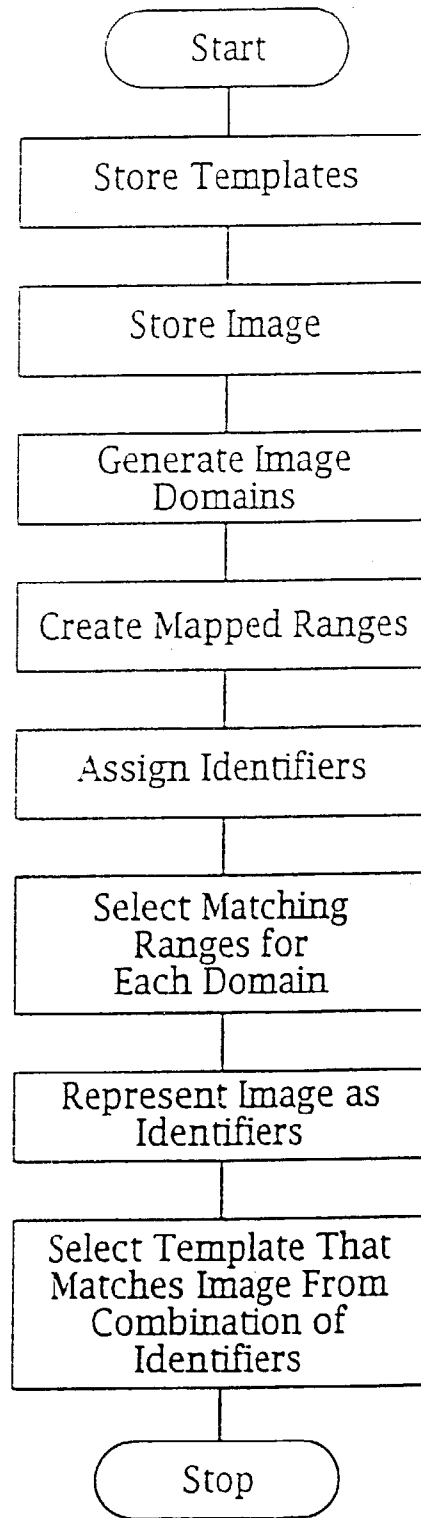 Start
Store Templates
Store Image
Generate Image
Domains
Create Mapped Ranges
Assign Identifiers
Select Matching
Ranges for
Each Domain
Represent Image as
Identifiers
Select Template That
Matches Image From
Combination of
Identifiers
Stop